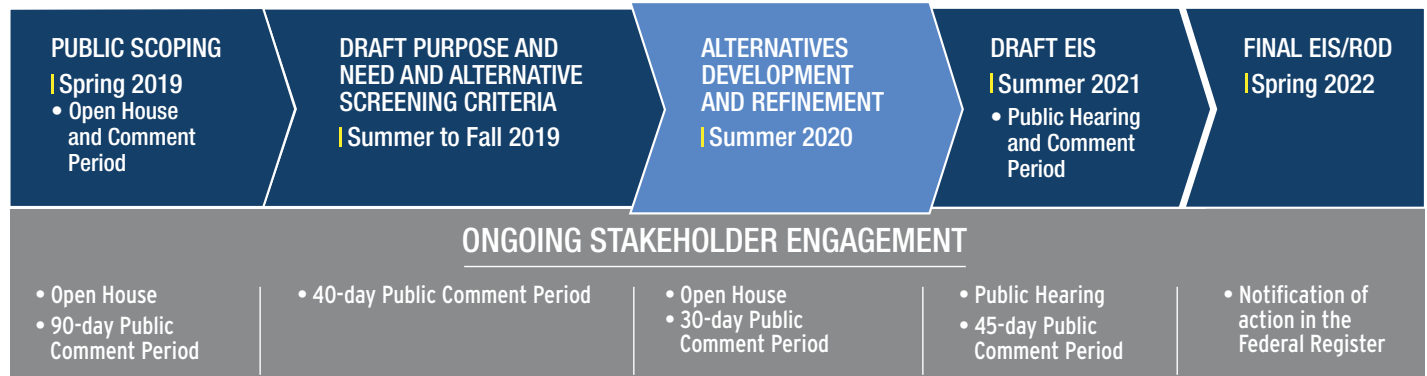 PUBLIC SCOPING
Spring 2019
• Open House
and Comment
Period
DRAFT PURPOSE AND
NEED AND ALTERNATIVE
SCREENING CRITERIA
Summer to Fall 2019
ALTERNATIVES
DEVELOPMENT
AND REFINEMENT
Summer 2020
DRAFT EIS
Summer 2021
• Public Hearing
and Comment
Period
FINAL EIS/ROD
Spring 2022
ONGOING STAKEHOLDER ENGAGEMENT
• Open House
• 90-day Public
Comment Period
• 40-day Public Comment Period
• Open House
• 30-day Public
Comment Period
• Public Hearing
• 45-day Public
Comment Period
• Notification of
action in the
Federal Register